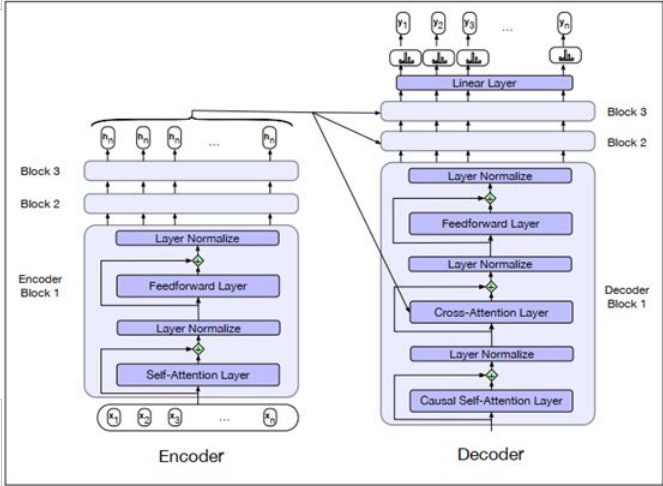 y1 y2 y3 ... yn
Linear Layer
Block 3
Block 2
Layer Normalize
Feedforward Layer
Layer Normalize
Cross-Attention Layer
Decoder
Block 1
Layer Normalize
Causal Self-Attention Layer
Decoder
hn hn hn ... hn
Block 3
Block 2
Layer Normalize
Encoder
Block 1
Feedforward Layer
Layer Normalize
Self-Attention Layer
x1 x2 x3 ... xn
Encoder